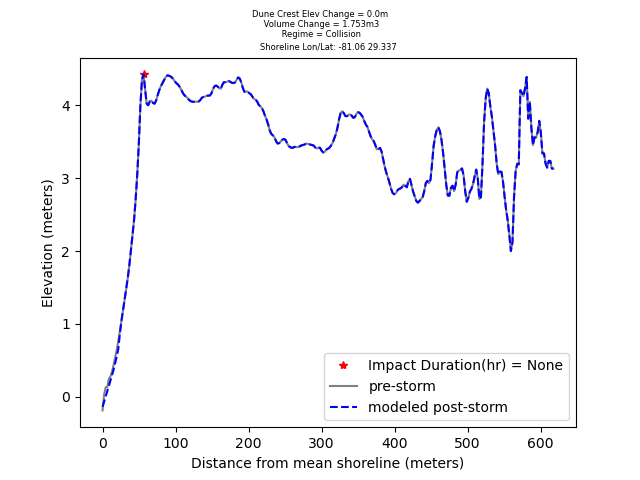 Dune Crest Elev Change = 0.0m
Volume Change = 1.753m3
Regime = Collision
Shoreline Lon/Lat: -81.06 29.337
Elevation (meters)
4
3
2
1
0
Impact Duration(hr) = None
pre-storm
modeled post-storm
0 100 200 300 400 500 600
Distance from mean shoreline (meters)